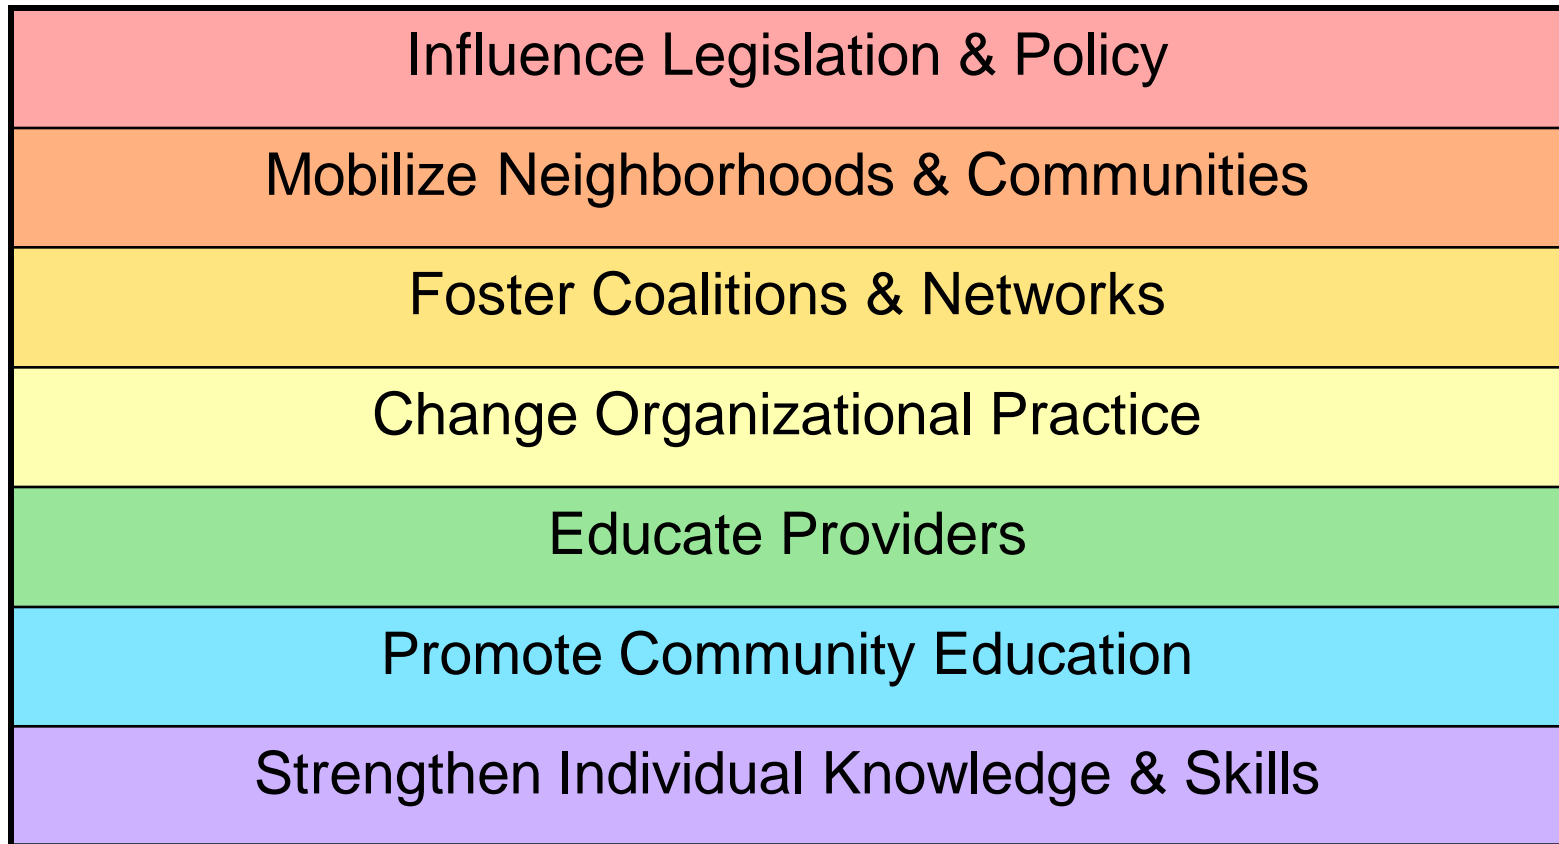 Influence Legislation & Policy
Mobilize Neighborhoods & Communities
Foster Coalitions & Networks
Change Organizational Practice
Educate Providers
Promote Community Education
Strengthen Individual Knowledge & Skills